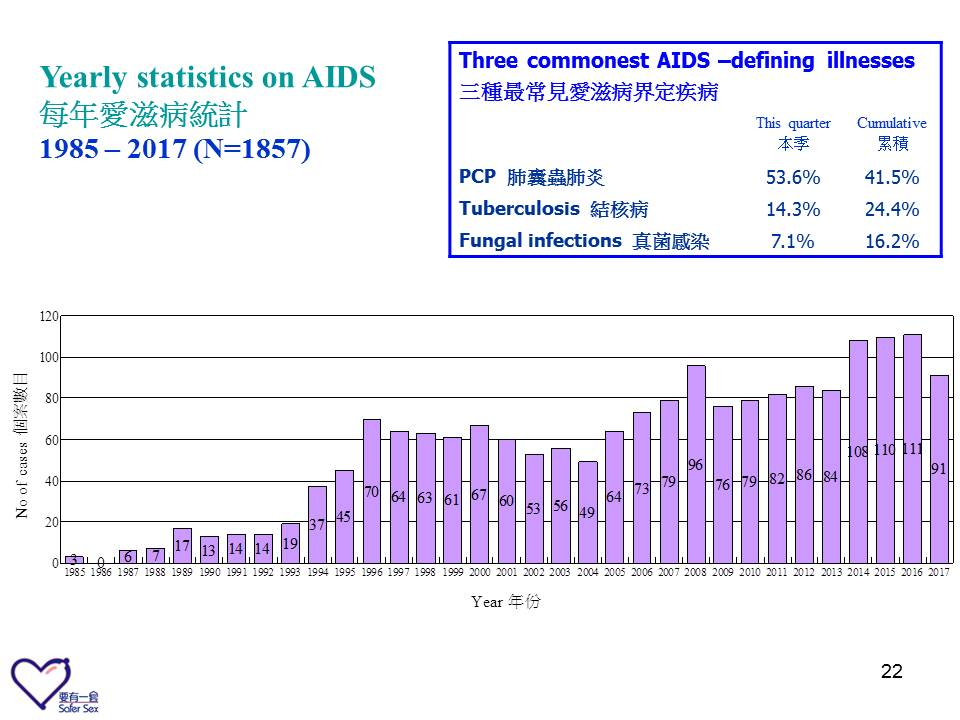 Yearly statistics on AIDS
每年愛滋病統計
1985 – 2017 (N=1857)
Three commonest AIDS –defining illnesses
三種最常見愛滋病界定疾病
This quarter Cumulative
本季 累積
PCP 肺囊蟲肺炎 53.6% 41.5%
Tuberculosis 結核病 14.3% 24.4%
Fungal infections 真菌感染 7.1% 16.2%
No of cases 個案數目
120
100
80
60
40
20
0
3 0 6 7 17 13 14 14 19 37 45 70 64 63 61 67 60 53 56 49 64 73 79 96 76 79 82 86 84 108 110 111 91
1985 1986 1987 1988 1989 1990 1991 1992 1993 1994 1995 1996 1997 1998 1999 2000 2001 2002 2003 2004 2005 2006 2007 2008 2009 2010 2011 2012 2013 2014 2015 2016 2017
Year 年份
要有一套
Safer Sex
22